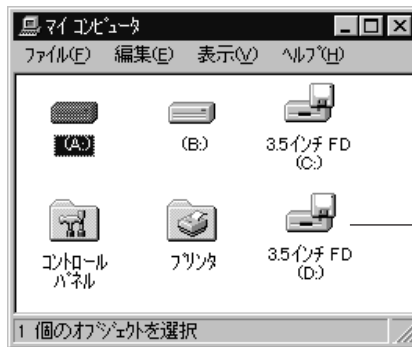 マイ コンピュータ
ファイル(F) 編集(E) 表示(V) ヘルプ(H)
(A:) (B:) 3.5インチ FD
(C:)
コントロール
パネル
プリンタ
3.5インチ FD
(D:)
1 個のオブジェクトを選択